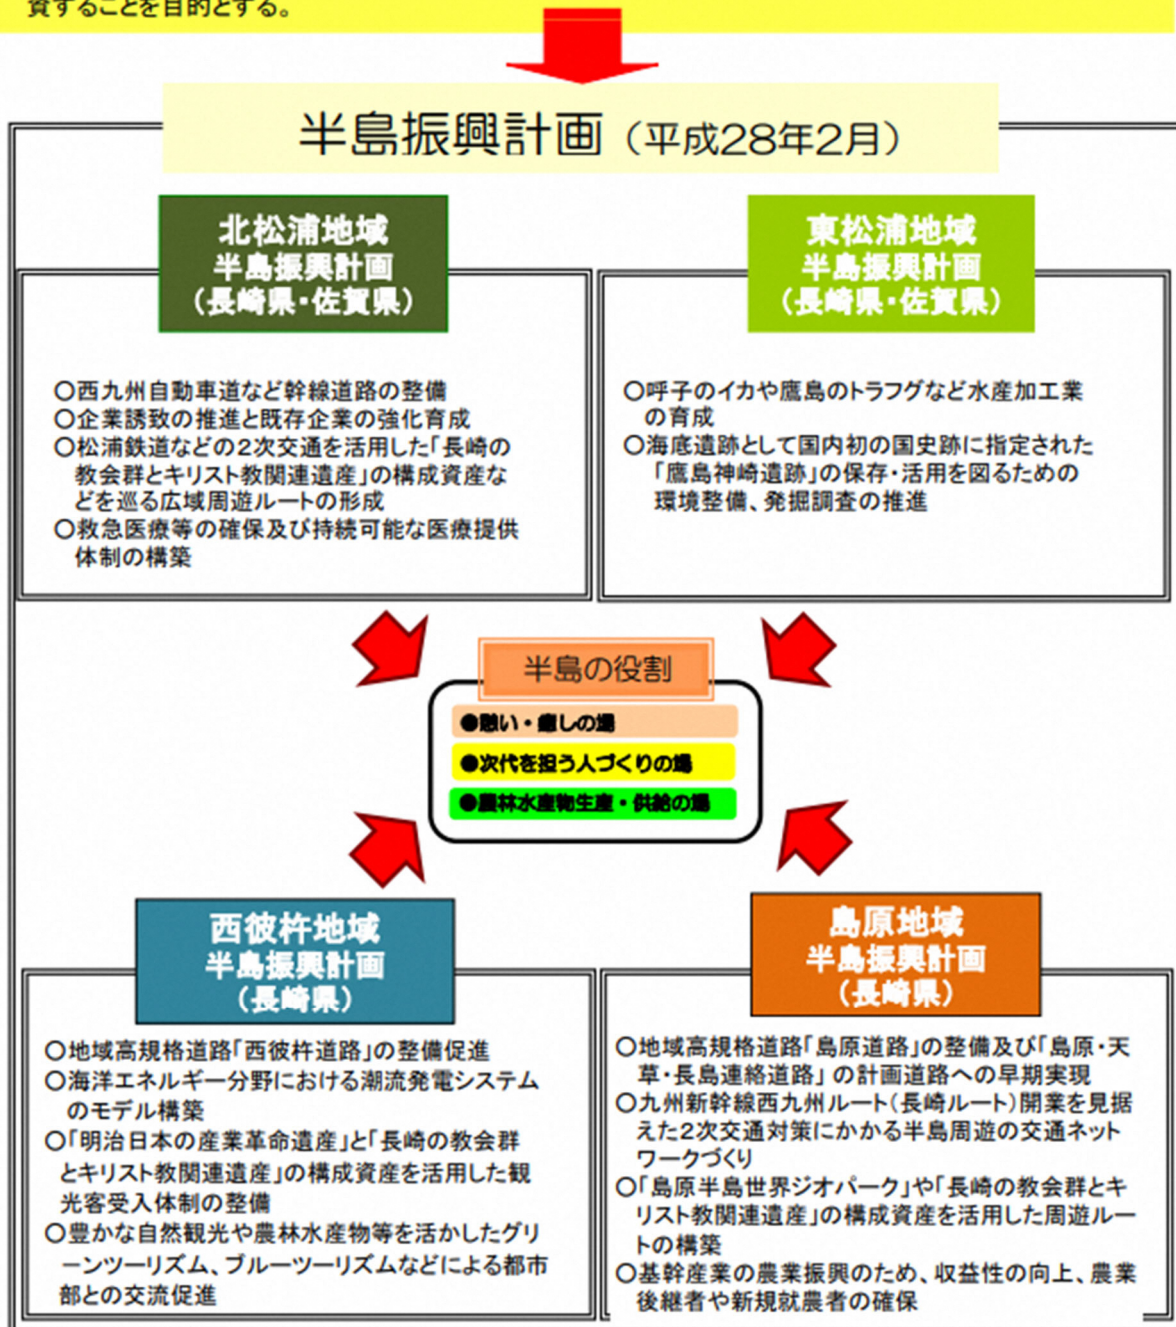 資することを目的とする。
半島振興計画（平成28年2月）
北松浦地域
半島振興計画
（長崎県・佐賀県）
○西九州自動車道など幹線道路の整備
○企業誘致の推進と既存企業の強化育成
○松浦鉄道などの2次交通を活用した「長崎の
教会群とキリスト教関連遺産」の構成資産な
どを巡る広域周遊ルートの形成
○救急医療等の確保及び持続可能な医療提供
体制の構築
東松浦地域
半島振興計画
（長崎県・佐賀県）
○呼子のイカや鷹島のトラフグなど水産加工業
の育成
○海底遺跡として国内初の国史跡に指定された
「鷹島神崎遺跡」の保存・活用を図るための
環境整備、発掘調査の推進
半島の役割
●憩い・癒しの場
●次代を担う人づくりの場
●農林水産物生産・供給の場
西彼杵地域
半島振興計画
（長崎県）
○地域高規格道路「西彼杵道路」の整備促進
○海洋エネルギー分野における潮流発電システム
のモデル構築
○「明治日本の産業革命遺産」と「長崎の教会群
とキリスト教関連遺産」の構成資産を活用した観
光客受入体制の整備
○豊かな自然観光や農林水産物等を活かしたグリ
ーンツーリズム、ブルーツーリズムなどによる都市
部との交流促進
島原地域
半島振興計画
（長崎県）
○地域高規格道路「島原道路」の整備及び「島原・天
草・長島連絡道路」の計画道路への早期実現
○九州新幹線西九州ルート（長崎ルート）開業を見据
えた2次交通対策にかかる半島周遊の交通ネット
ワークづくり
○「島原半島世界ジオパーク」や「長崎の教会群とキ
リスト教関連遺産」の構成資産を活用した周遊ルー
トの構築
○基幹産業の農業振興のため、収益性の向上、農業
後継者や新規就農者の確保